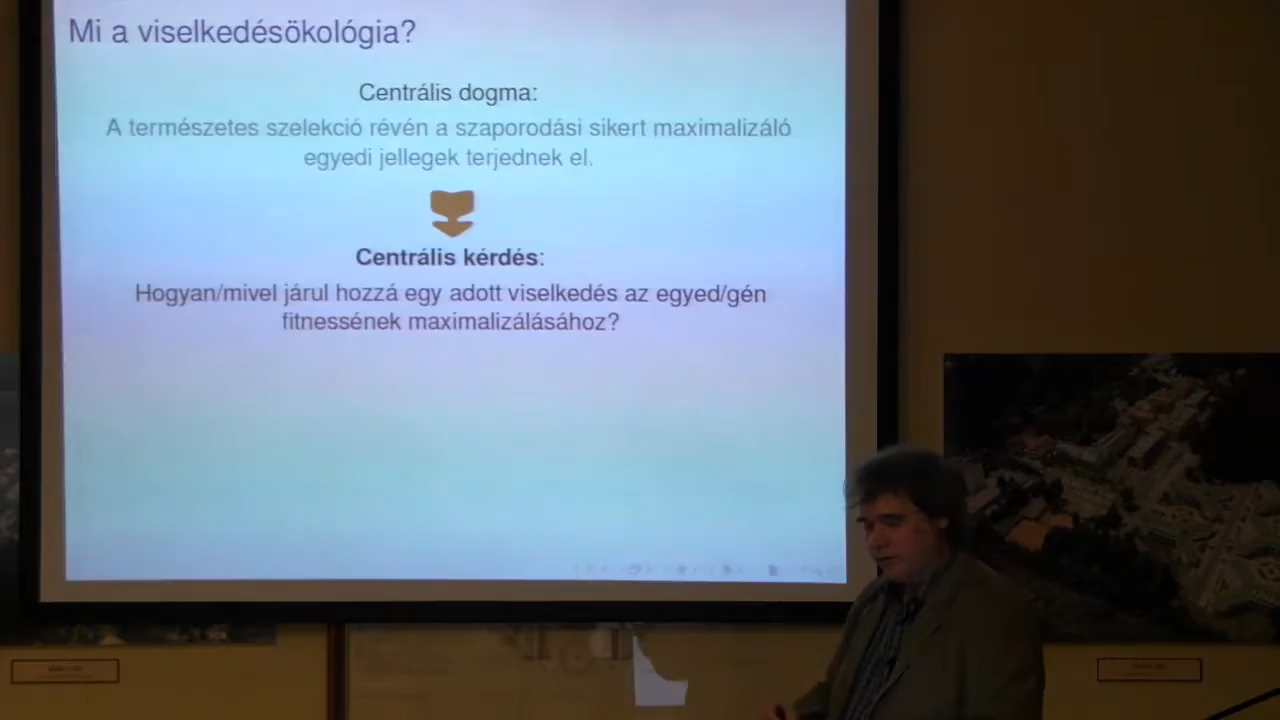 Mi a viselkedésökológia?
Centrális dogma:
A természetes szelekció révén a szaporodási sikert maximalizáló
egyedi jellegek terjednek el.
Centrális kérdés:
Hogyan/mivel járul hozzá egy adott viselkedés az egyed/gén
fitnessének maximalizálásához?